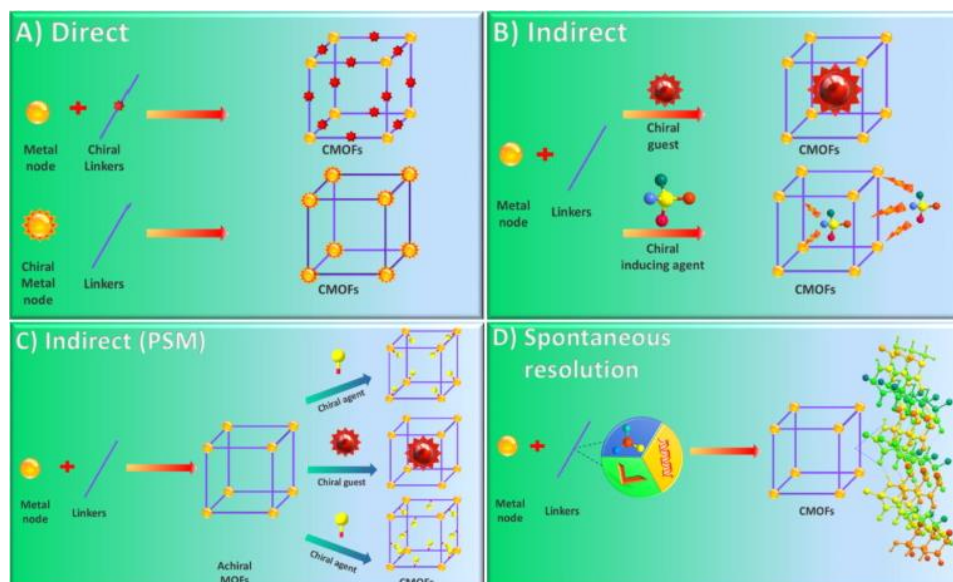 A) Direct
Metal
node
Chiral
Linkers
CMOFs
Chiral
Metal
node
Linkers
CMOFs
B) Indirect
Metal
node
Linkers
Chiral
guest
CMOFs
Chiral
inducing agent
CMOFs
C) Indirect (PSM)
Metal
node
Linkers
Achiral
MOFs
Chiral agent
Chiral guest
Chiral agent
CMOFs
D) Spontaneous
resolution
Metal
node
Linkers
CMOFs